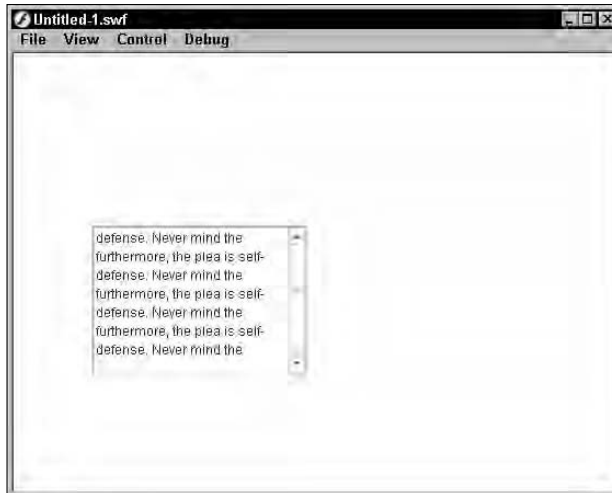 Untitled-1.swf
File View Control Debug
defense. Never mind the
furthermore, the plea is self-
defense. Never mind the
furthermore, the plea is self-
defense. Never mind the
furthermore, the plea is self-
defense. Never mind the